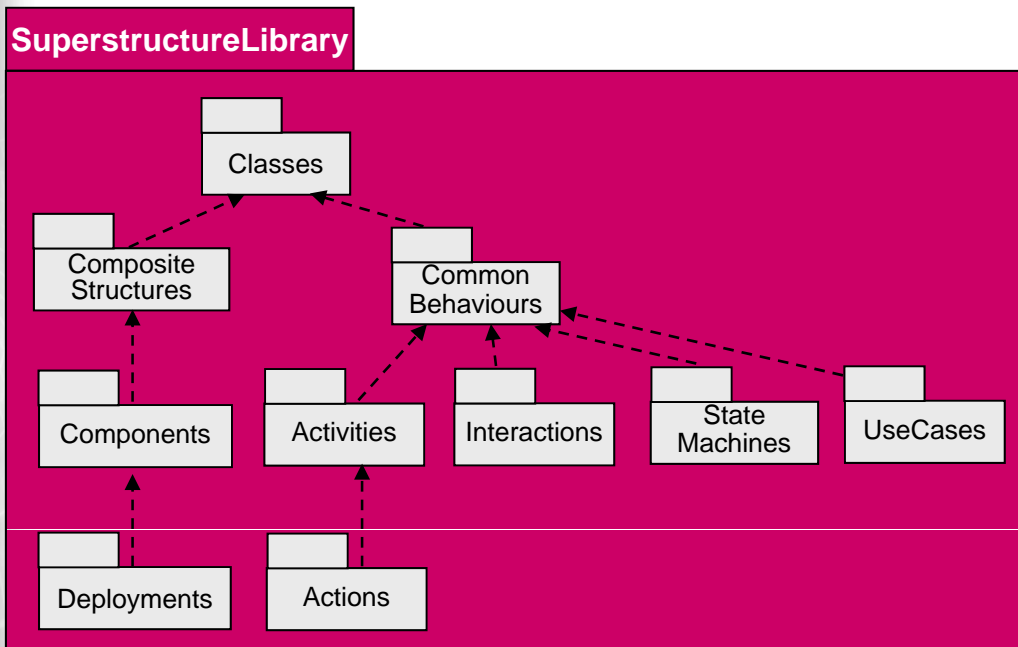 SuperstructureLibrary
Classes
Composite
Structures
Common
Behaviours
Components
Activities
Interactions
State
Machines
UseCases
Deployments
Actions